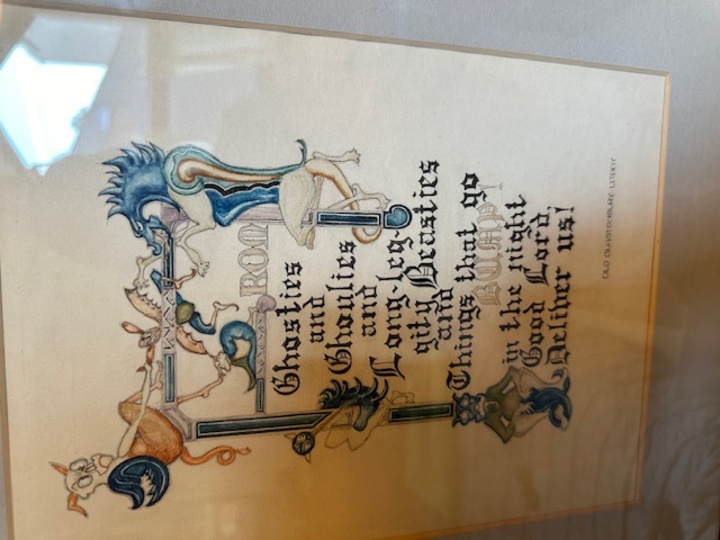 FROM
Ghosties
and
Ghoulies
and
Long-leg-
gity Beasties
and
Things that go
BUMP!
in the night
Good Lord,
Deliver us!
OLD LITANY